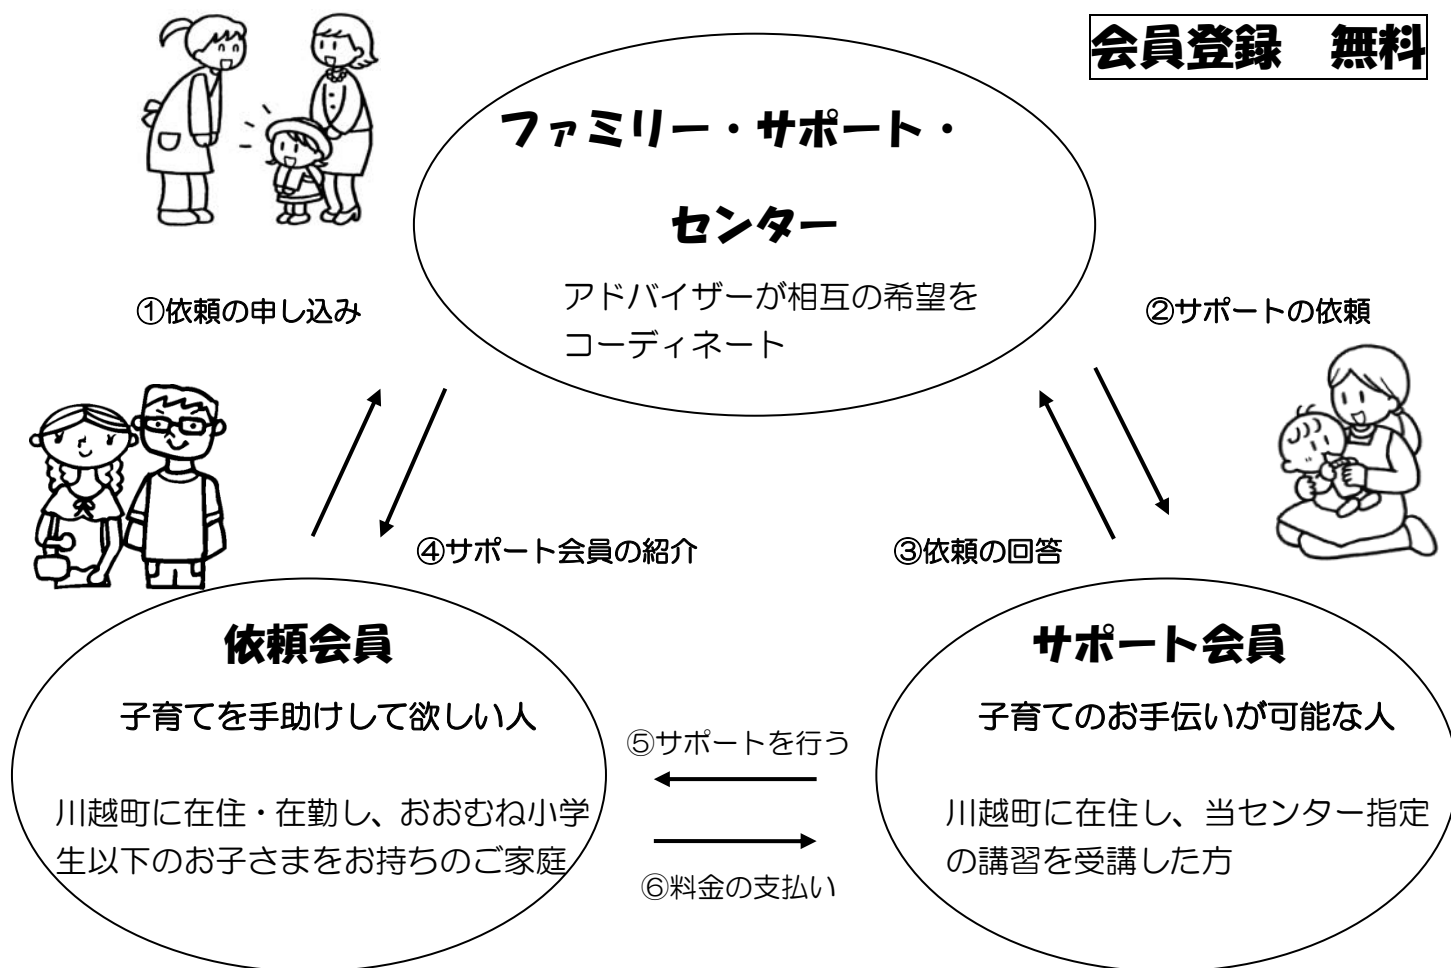 会員登録　無料
ファミリー・サポート・
センター
アドバイザーが相互の希望を
コーディネート
①依頼の申し込み
②サポートの依頼
④サポート会員の紹介
③依頼の回答
依頼会員
子育てを手助けして欲しい人
川越町に在住・在勤し、おおむね小学
生以下のお子さまをお持ちのご家庭
⑤サポートを行う
⑥料金の支払い
サポート会員
子育てのお手伝いが可能な人
川越町に在住し、当センター指定
の講習を受講した方